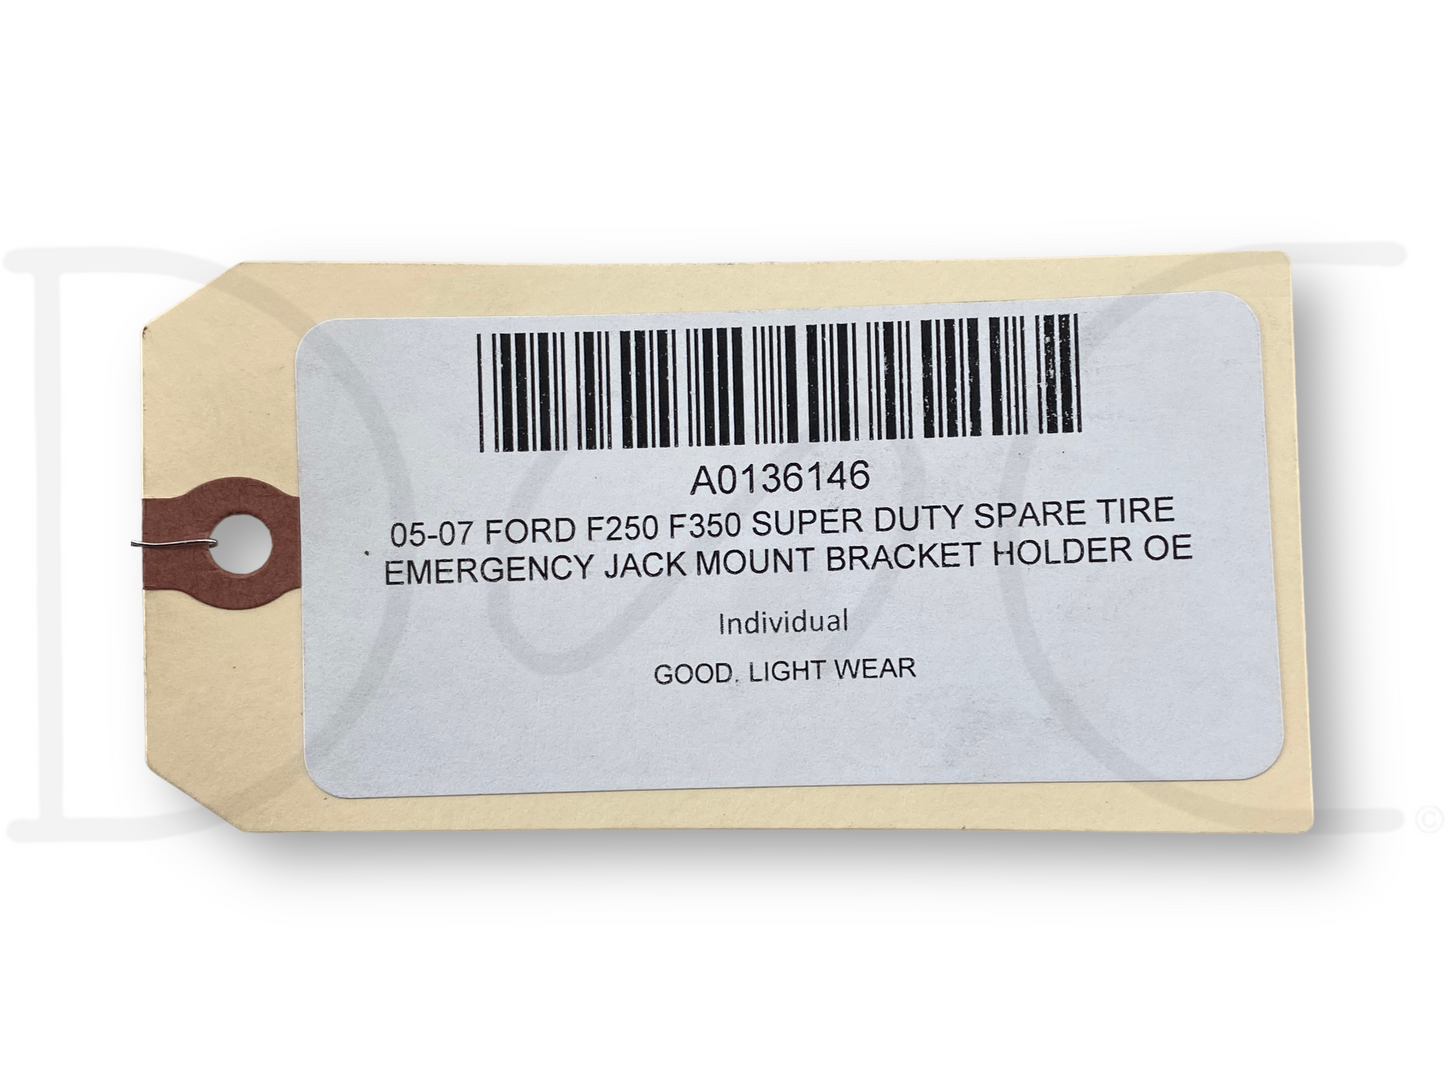 A0136146
05-07 FORD F250 F350 SUPER DUTY SPARE TIRE
EMERGENCY JACK MOUNT BRACKET HOLDER OE
Individual
GOOD. LIGHT WEAR
©